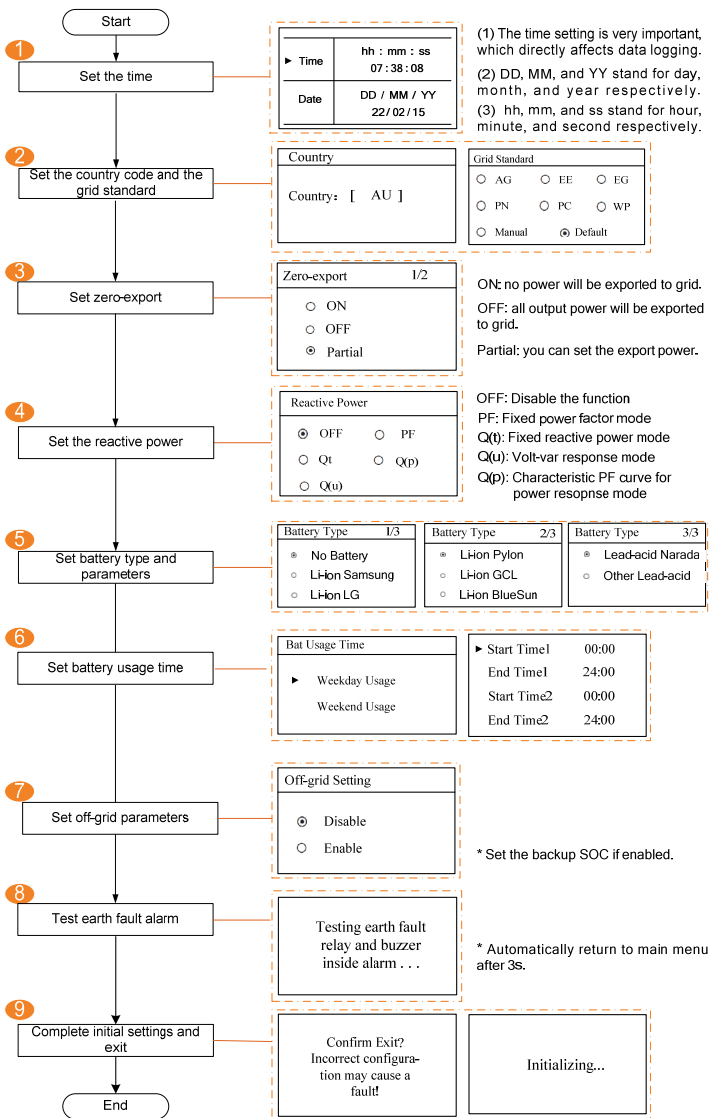 Start
1
Set the time
Time
hh : mm : ss
07 : 38 : 08
Date
DD / MM / YY
22 / 02 / 15
(1) The time setting is very important,
which directly affects data logging.
(2) DD, MM, and YY stand for day,
month, and year respectively.
(3) hh, mm, and ss stand for hour,
minute, and second respectively.
2
Set the country code and the
grid standard
Country
Country: [ AU ]
Grid Standard
AG EE EG
PN PC WP
Manual Default
3
Set zero-export
Zero-export 1/2
ON
OFF
Partial
ON: no power will be exported to grid.
OFF: all output power will be exported
to grid.
Partial: you can set the export power.
4
Set the reactive power
Reactive Power
OFF PF
Qt Q(p)
Q(u)
OFF: Disable the function
PF: Fixed power factor mode
Q(t): Fixed reactive power mode
Q(u): Volt-var response mode
Q(p): Characteristic PF curve for
power resopnse mode
5
Set battery type and
parameters
Battery Type 1/3
No Battery
Li-ion Samsung
Li-ion LG
Battery Type 2/3
Li-ion Pylon
Li-ion GCL
Li-ion BlueSun
Battery Type 3/3
Lead-acid Narada
Other Lead-acid
6
Set battery usage time
Bat Usage Time
Weekday Usage
Weekend Usage
Start Time1 00:00
End Time1 24:00
Start Time2 00:00
End Time2 24:00
7
Set off-grid parameters
Off-grid Setting
Disable
Enable
* Set the backup SOC if enabled.
8
Test earth fault alarm
Testing earth fault
relay and buzzer
inside alarm . . .
* Automatically return to main menu
after 3s.
9
Complete initial settings and
exit
Confirm Exit?
Incorrect configura-
tion may cause a
fault!
Initializing...
End